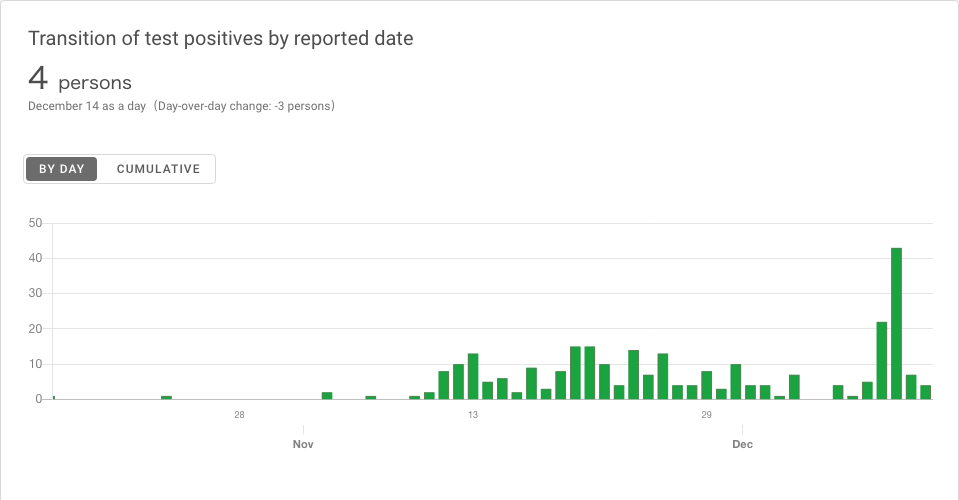 Transition of test positives by reported date
4 persons
December 14 as a day (Day-over-day change: -3 persons)
BY DAY CUMULATIVE
50
40
30
20
10
0
28 13 29
Nov Dec